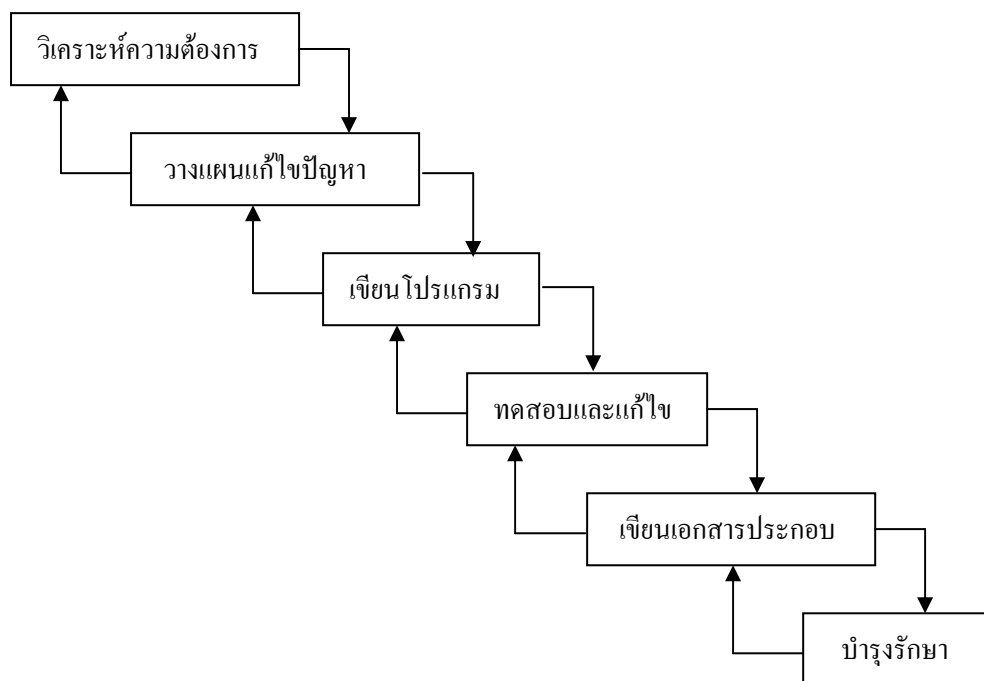 วิเคราะห์ความต้องการ
วางแผนแก้ไขปัญหา
เขียนโปรแกรม
ทดสอบและแก้ไข
เขียนเอกสารประกอบ
บำรุงรักษา